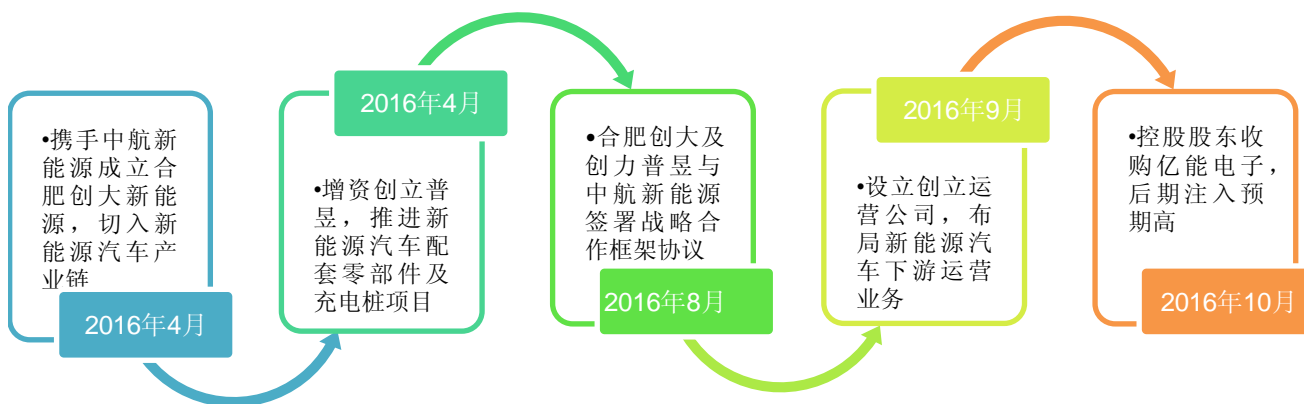 •携手中航新
能源成立合
肥创大新能
源，切入新
能源汽车产
业链
2016年4月
2016年4月
•增资创立普
昱，推进新
能源汽车配
套零部件及
充电桩项目
•合肥创大及
创力普昱与
中航新能源
签署战略合
作框架协议
2016年8月
2016年9月
•设立创立运
营公司，布
局新能源汽
车下游运营
业务
•控股股东收
购亿能电子，
后期注入预
期高
2016年10月